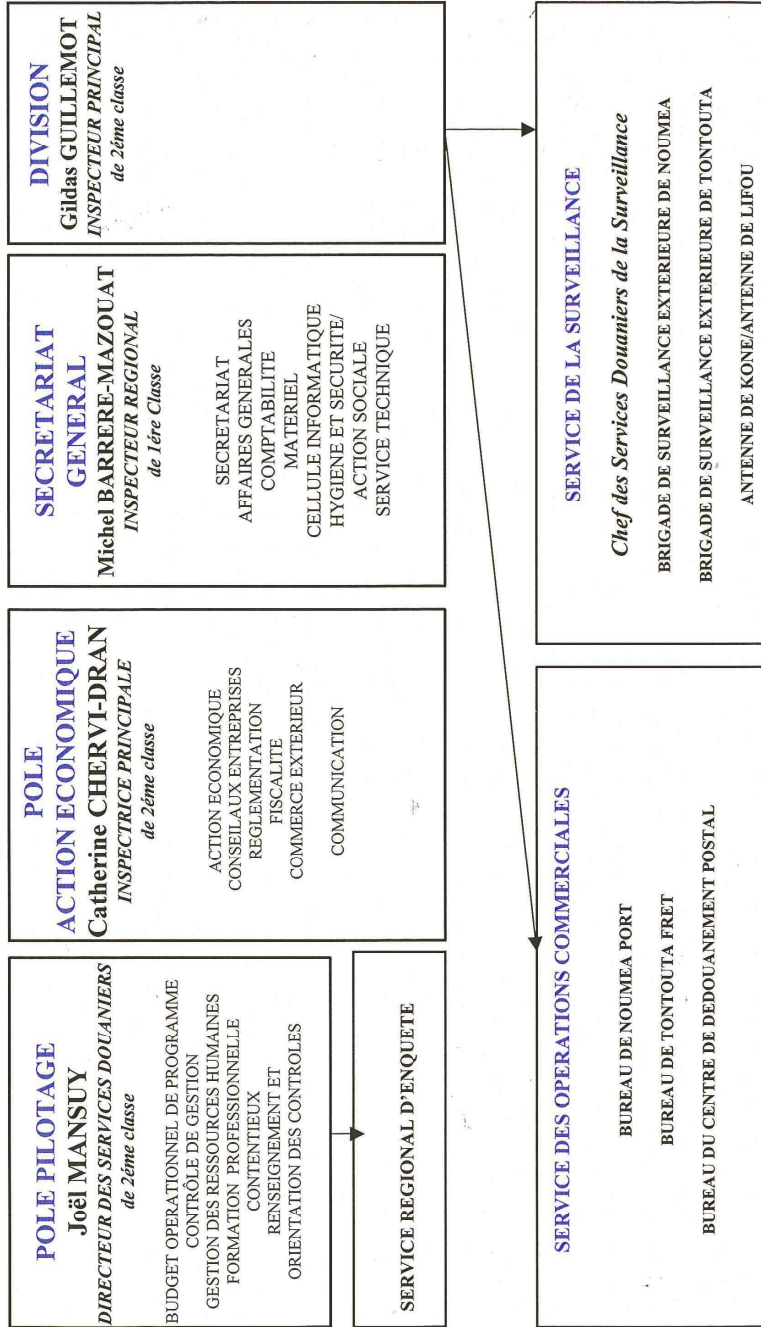 POLE PILOTAGE
Joël MANSUY
DIRECTEUR DES SERVICES DOUANIERS
de 2éme classe
BUDGET OPERATIONNEL DE PROGRAMME
CONTRÔLE DE GESTION
GESTION DES RESSOURCES HUMAINES
FORMATION PROFESSIONNELLE
CONTENTIEUX
RENSEIGNEMENT ET
ORIENTATION DES CONTROLES
SERVICE REGIONAL D'ENQUETE
POLE
ACTION ECONOMIQUE
Catherine CHERVI-DRAN
INSPECTRICE PRINCIPALE
de 2éme classe
ACTION ECONOMIQUE
CONSEILAUX ENTREPRISES
REGLEMENTATION
FISCALITE
COMMERCE EXTERIEUR
COMMUNICATION
SECRETARIAT
GENERAL
Michel BARRERE-MAZOUAT
INSPECTEUR REGIONAL
de 1ére Classe
SECRETARIAT
AFFAIRES GENERALES
COMPTABILITE
MATERIEL
CELLULE INFORMATIQUE
HYGIENE ET SECURITE/
ACTION SOCIALE
SERVICE TECHNIQUE
DIVISION
Gildas GUILLEMOT
INSPECTEUR PRINCIPAL
de 2éme classe
SERVICE DES OPERATIONS COMMERCIALES
BUREAU DE NOUMEA PORT
BUREAU DE TONTOUTA FRET
BUREAU DU CENTRE DE DEDOUANEMENT POSTAL
SERVICE DE LA SURVEILLANCE
Chef des Services Douaniers de la Surveillance
BRIGADE DE SURVEILLANCE EXTERIEURE DE NOUMEA
BRIGADE DE SURVEILLANCE EXTERIEURE DE TONTOUTA
ANTENNE DE KONE/ANTENNE DE LIFOU